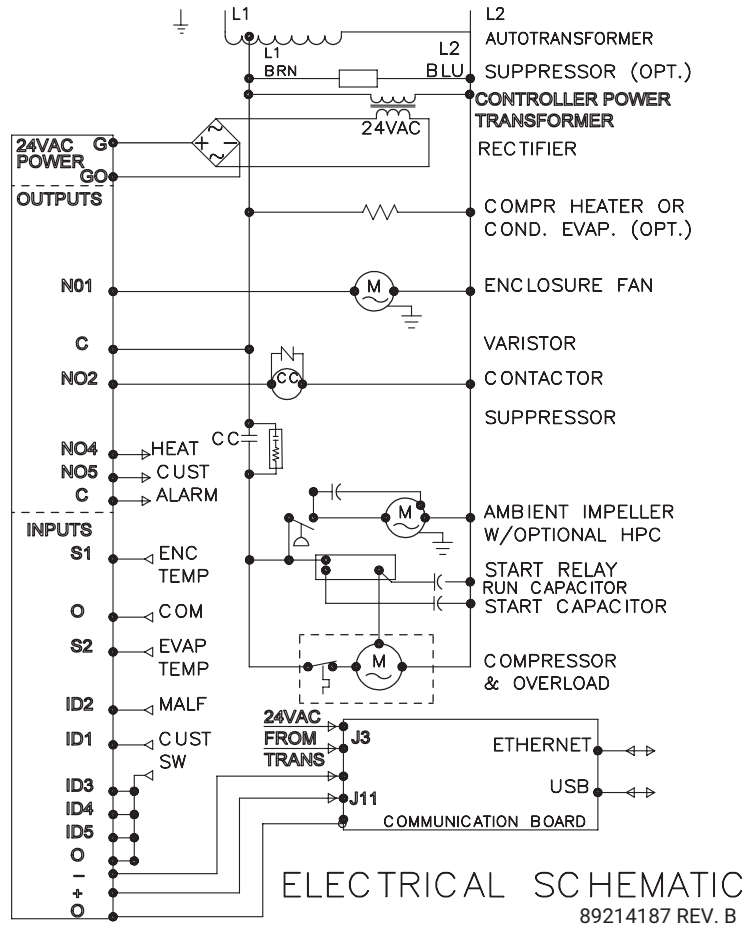 L1 L2
AUTOTRANSFORMER
L1 L2
BRN BLU SUPPRESSOR (OPT.)
CONTROLLER POWER
TRANSFORMER
24VAC
RECTIFIER
24VAC G
POWER
GO
+ -
OUTPUTS
COMPR HEATER OR
COND. EVAP. (OPT.)
NO1 M ENCLOSURE FAN
C VARISTOR
NO2 CC CONTACTOR
SUPPRESSOR
CC
NO4 HEAT
NO5 CUST
C ALARM
M AMBIENT IMPELLER
W/OPTIONAL HPC
INPUTS
S1 ENC
TEMP
START RELAY
RUN CAPACITOR
START CAPACITOR
O COM
S2 EVAP
TEMP
M COMPRESSOR
& OVERLOAD
ID2 MALF
ID1 CUST
SW
24VAC
FROM J3
TRANS
ETHERNET
USB
ID3
ID4
ID5
O
J11
COMMUNICATION BOARD
-
+
O
ELECTRICAL SCHEMATIC
89214187 REV. B